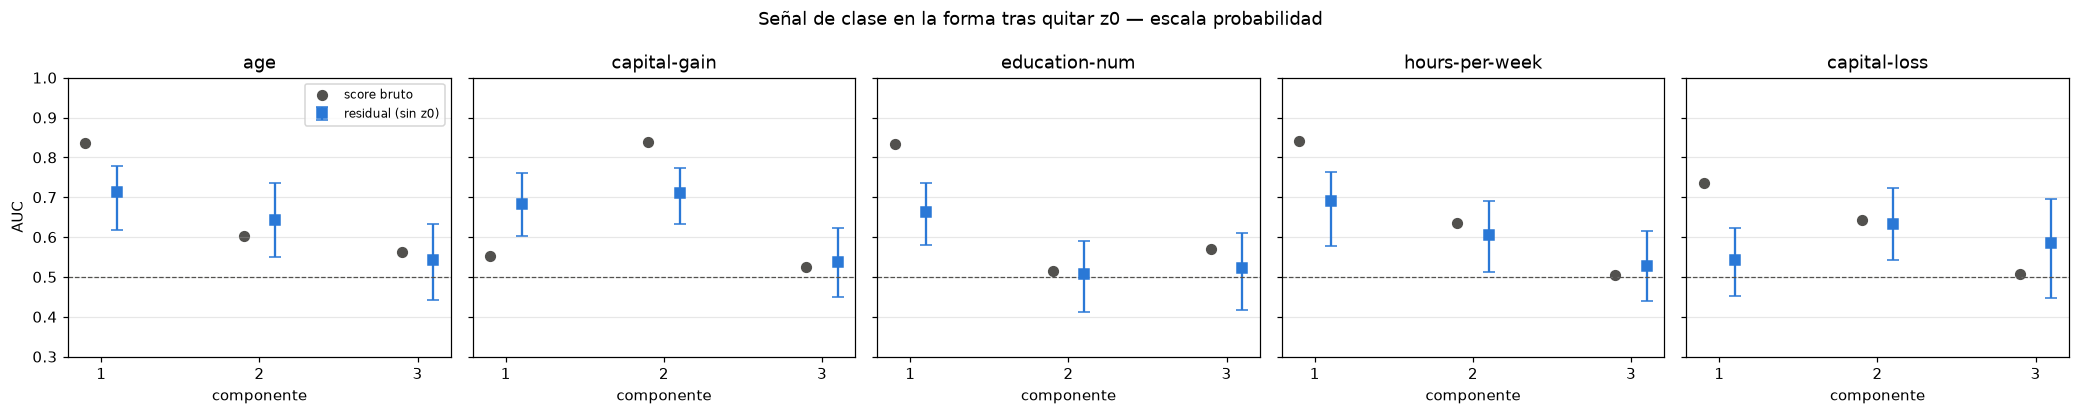 Señal de clase en la forma tras quitar z0 — escala probabilidad
age
capital-gain
education-num
hours-per-week
capital-loss
score bruto
residual (sin z0)
AUC
1.0
0.9
0.8
0.7
0.6
0.5
0.4
0.3
1 2 3
1 2 3
1 2 3
1 2 3
1 2 3
componente
componente
componente
componente
componente